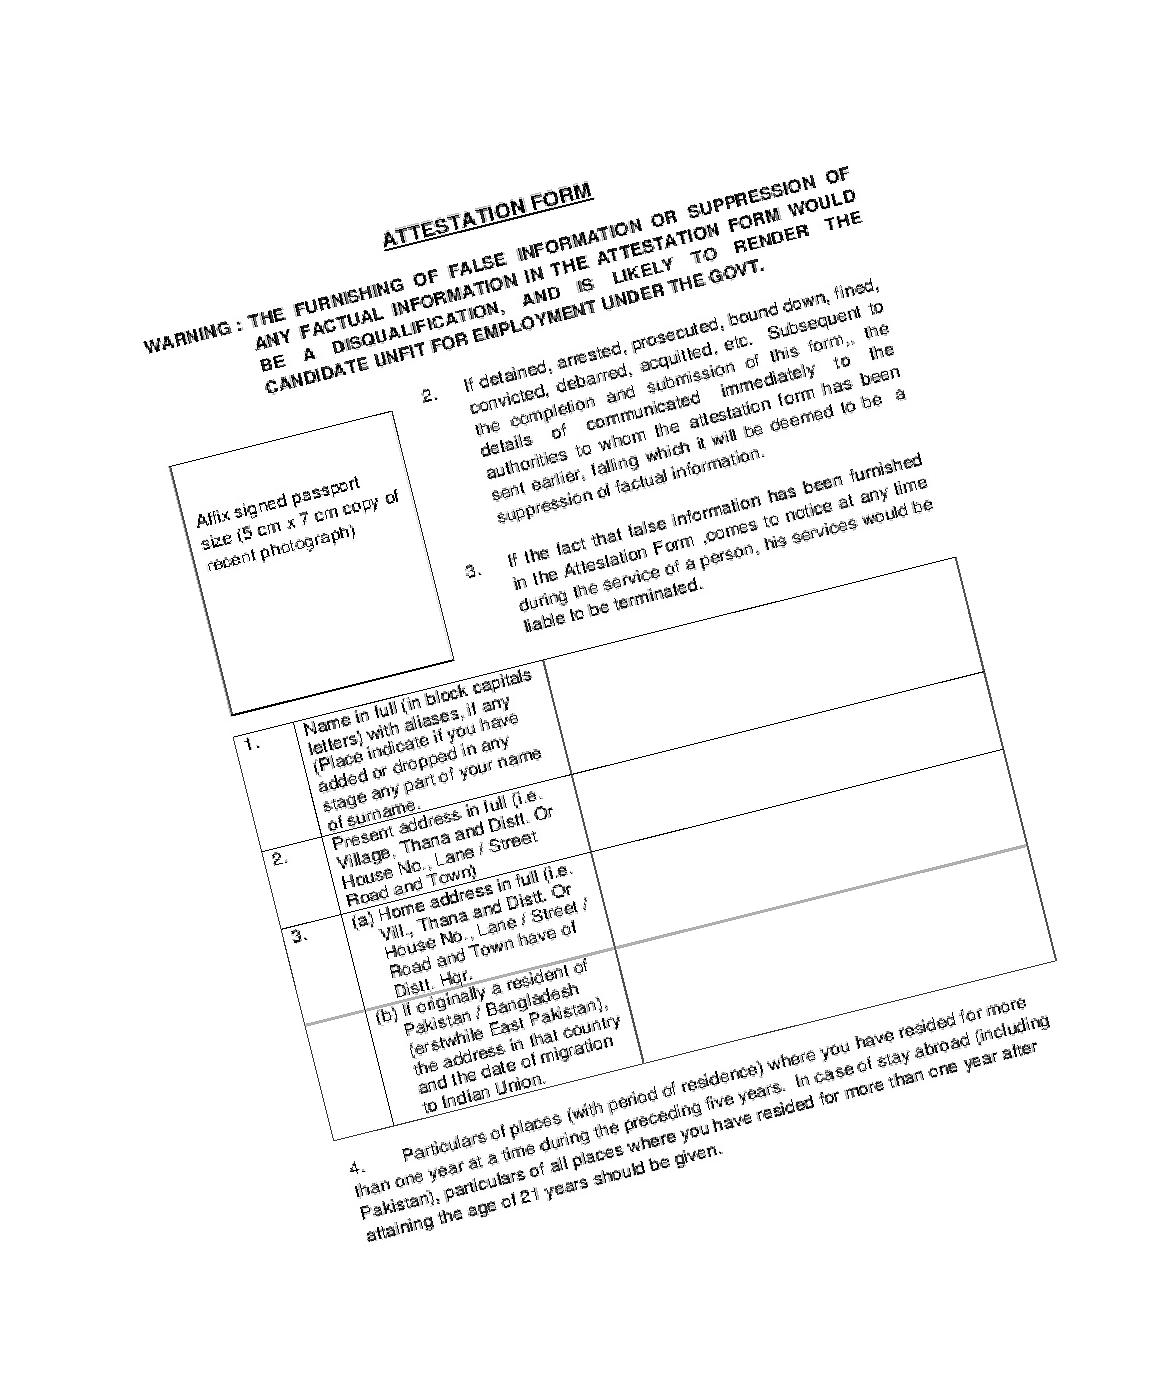 ATTESTATION FORM
WARNING : THE FURNISHING OF FALSE INFORMATION OR SUPPRESSION OF
ANY FACTUAL INFORMATION IN THE ATTESTATION FORM WOULD
BE A DISQUALIFICATION, AND IS LIKELY TO RENDER THE
CANDIDATE UNFIT FOR EMPLOYMENT UNDER THE GOVT.
Affix signed passport
size (5 cm x 7 cm copy of
recent photograph)
2. If detained, arrested, prosecuted, bound down, fined,
convicted, debarred, acquitted, etc. Subsequent to
the completion and submission of this form,, the
details of communicated immediately to the
authorities to whom the attestation form has been
sent earlier, falling which it will be deemed to be a
suppression of factual information.
3. If the fact that false information has been furnished
in the Attestation Form ,comes to notice at any time
during the service of a person, his services would be
liable to be terminated.
1. Name in full (in block capitals
letters) with aliases, if any
(Place indicate if you have
added or dropped in any
stage any part of your name
of surname.
2. Present address in full (i.e.
Village, Thana and Distt. Or
House No., Lane / Street
Road and Town)
3. (a) Home address in full (i.e.
Vill., Thana and Distt. Or
House No., Lane / Street /
Road and Town have of
Distt. Hqr.
(b) If originally a resident of
Pakistan / Bangladesh
(erstwhile East Pakistan),
the address in that country
and the date of migration
to Indian Union.
4. Particulars of places (with period of residence) where you have resided for more
than one year at a time during the preceding five years. In case of stay abroad (including
Pakistan), particulars of all places where you have resided for more than one year after
attaining the age of 21 years should be given.